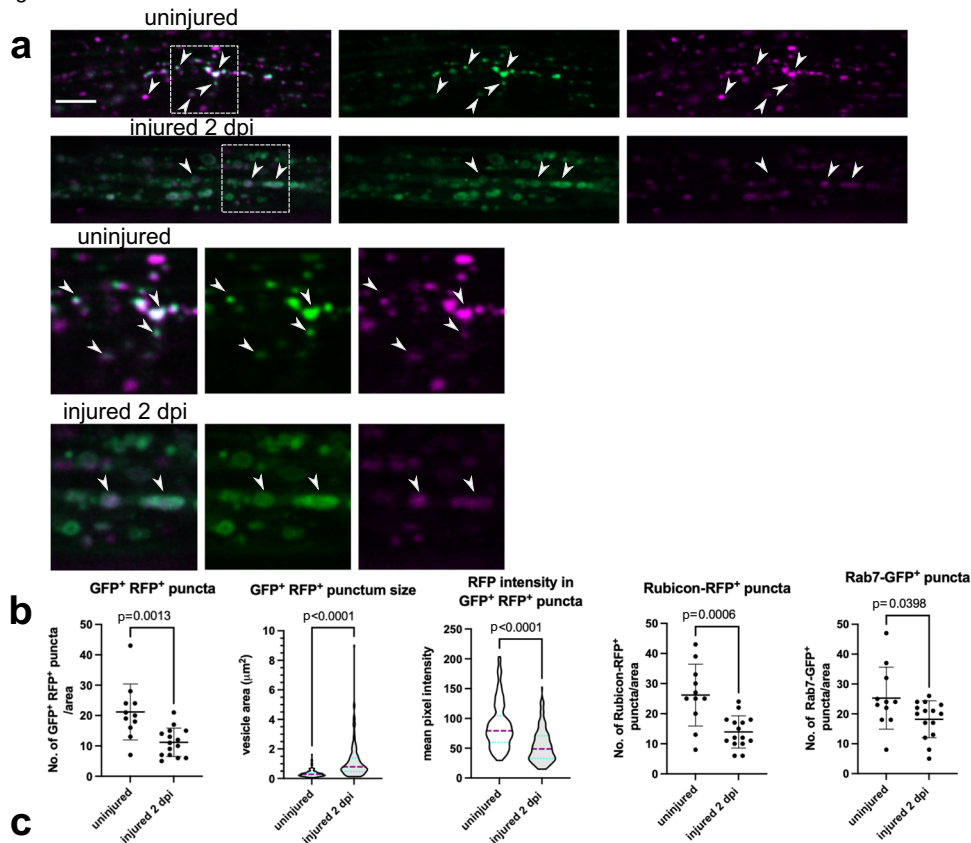 uninjured
a
injured 2 dpi
uninjured
injured 2 dpi
b
GFP⁺ RFP⁺ puncta
p=0.0013
No. of GFP⁺ RFP⁺ puncta
/area
50
40
30
20
10
0
uninjured
injured 2 dpi
GFP⁺ RFP⁺ punctum size
p<0.0001
vesicle area (μm²)
10
8
6
4
2
0
uninjured
injured 2 dpi
RFP intensity in
GFP⁺ RFP⁺ puncta
p<0.0001
mean pixel intensity
250
200
150
100
50
0
uninjured
injured 2 dpi
Rubicon-RFP⁺ puncta
p=0.0006
No. of Rubicon-RFP⁺
puncta/area
50
40
30
20
10
0
uninjured
injured 2 dpi
Rab7-GFP⁺ puncta
p=0.0398
No. of Rab7-GFP⁺
puncta/area
50
40
30
20
10
0
uninjured
injured 2 dpi
c